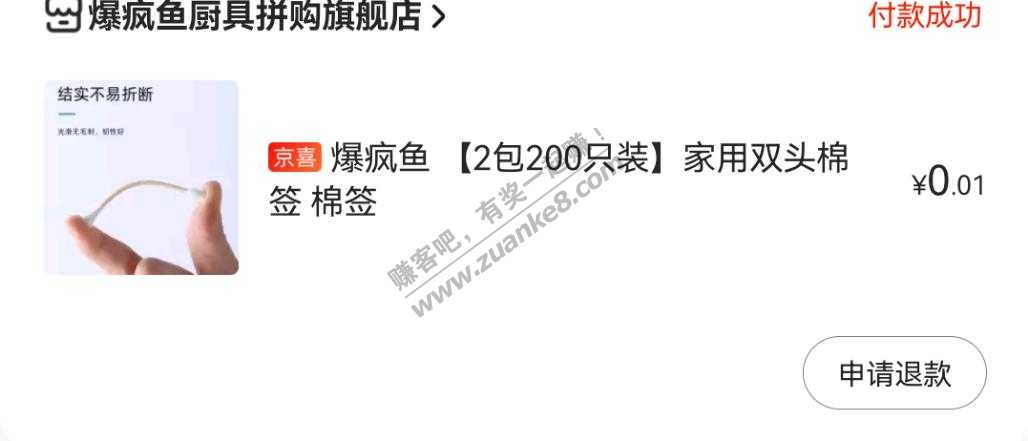 爆疯鱼厨具拼购旗舰店 >
付款成功
结实不易折断
光滑无毛刺，韧性好
京喜 爆疯鱼 【2包200只装】家用双头棉
签 棉签
¥0.01
赚客吧，有奖一起赚！
www.zuanke8.com
申请退款